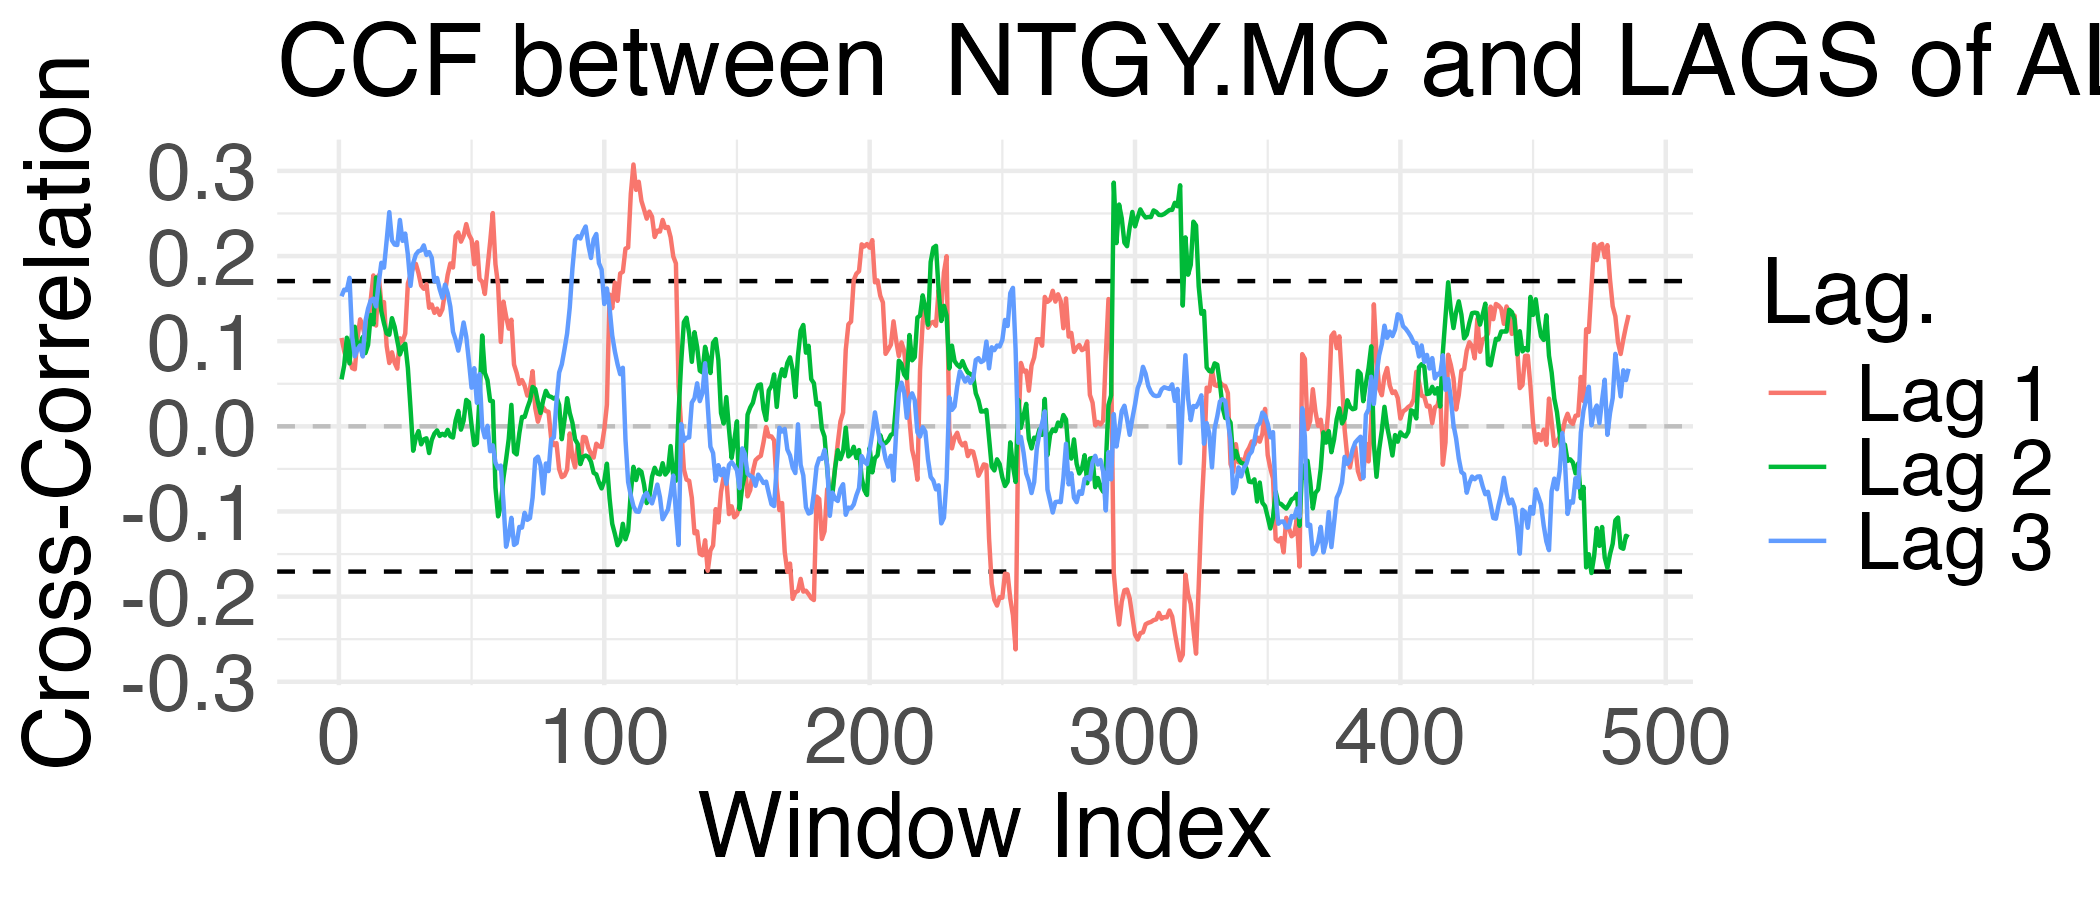 CCF between NTGY.MC and LAGS of
Cross-Correlation
0.3
0.2
0.1
0.0
-0.1
-0.2
-0.3
0 100 200 300 400 500
Window Index
Lag.
Lag 1
Lag 2
Lag 3